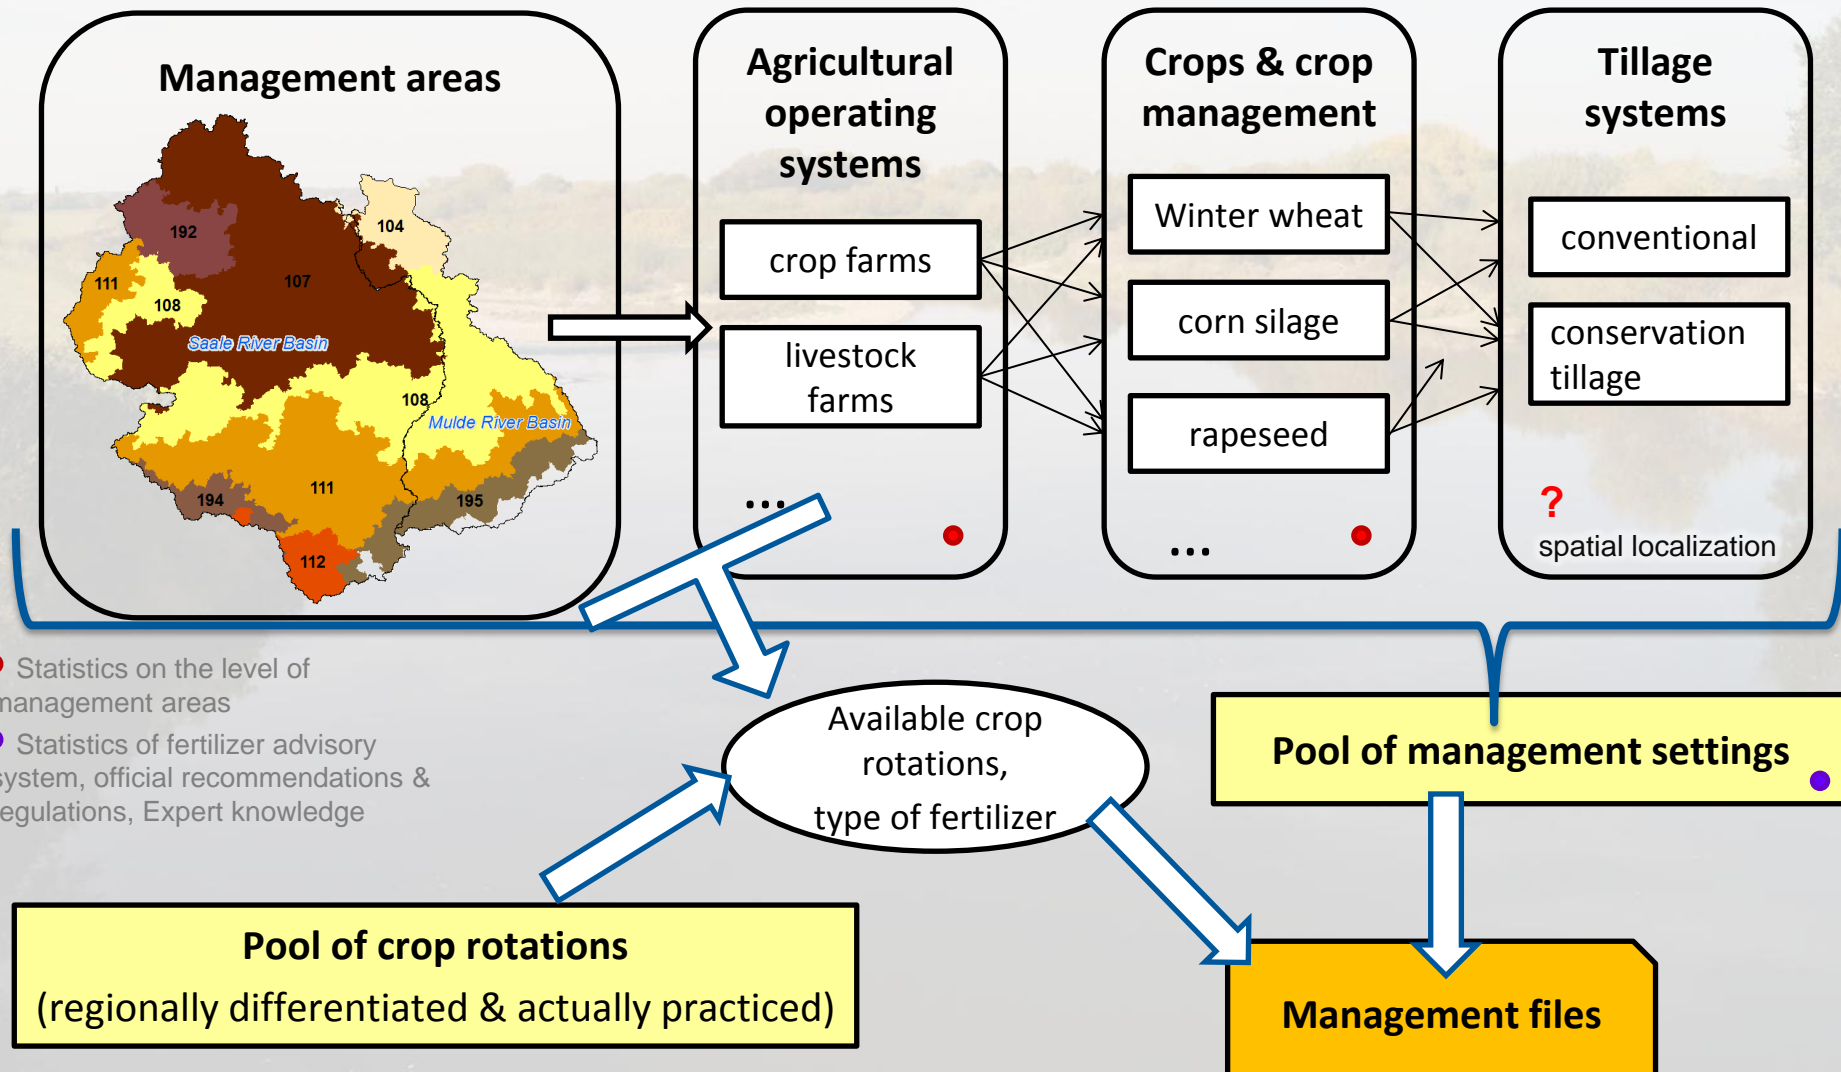 Management areas
192
104
111
108
107
Saale River Basin
108
Mulde River Basin
111
194
195
112
Agricultural
operating
systems
crop farms
livestock
farms
...
Crops & crop
management
Winter wheat
corn silage
rapeseed
...
Tillage
systems
conventional
conservation
tillage
?
spatial localization
Statistics on the level of
management areas
Statistics of fertilizer advisory
system, official recommendations &
regulations, Expert knowledge
Available crop
rotations,
type of fertilizer
Pool of management settings
Pool of crop rotations
(regionally differentiated & actually practiced)
Management files